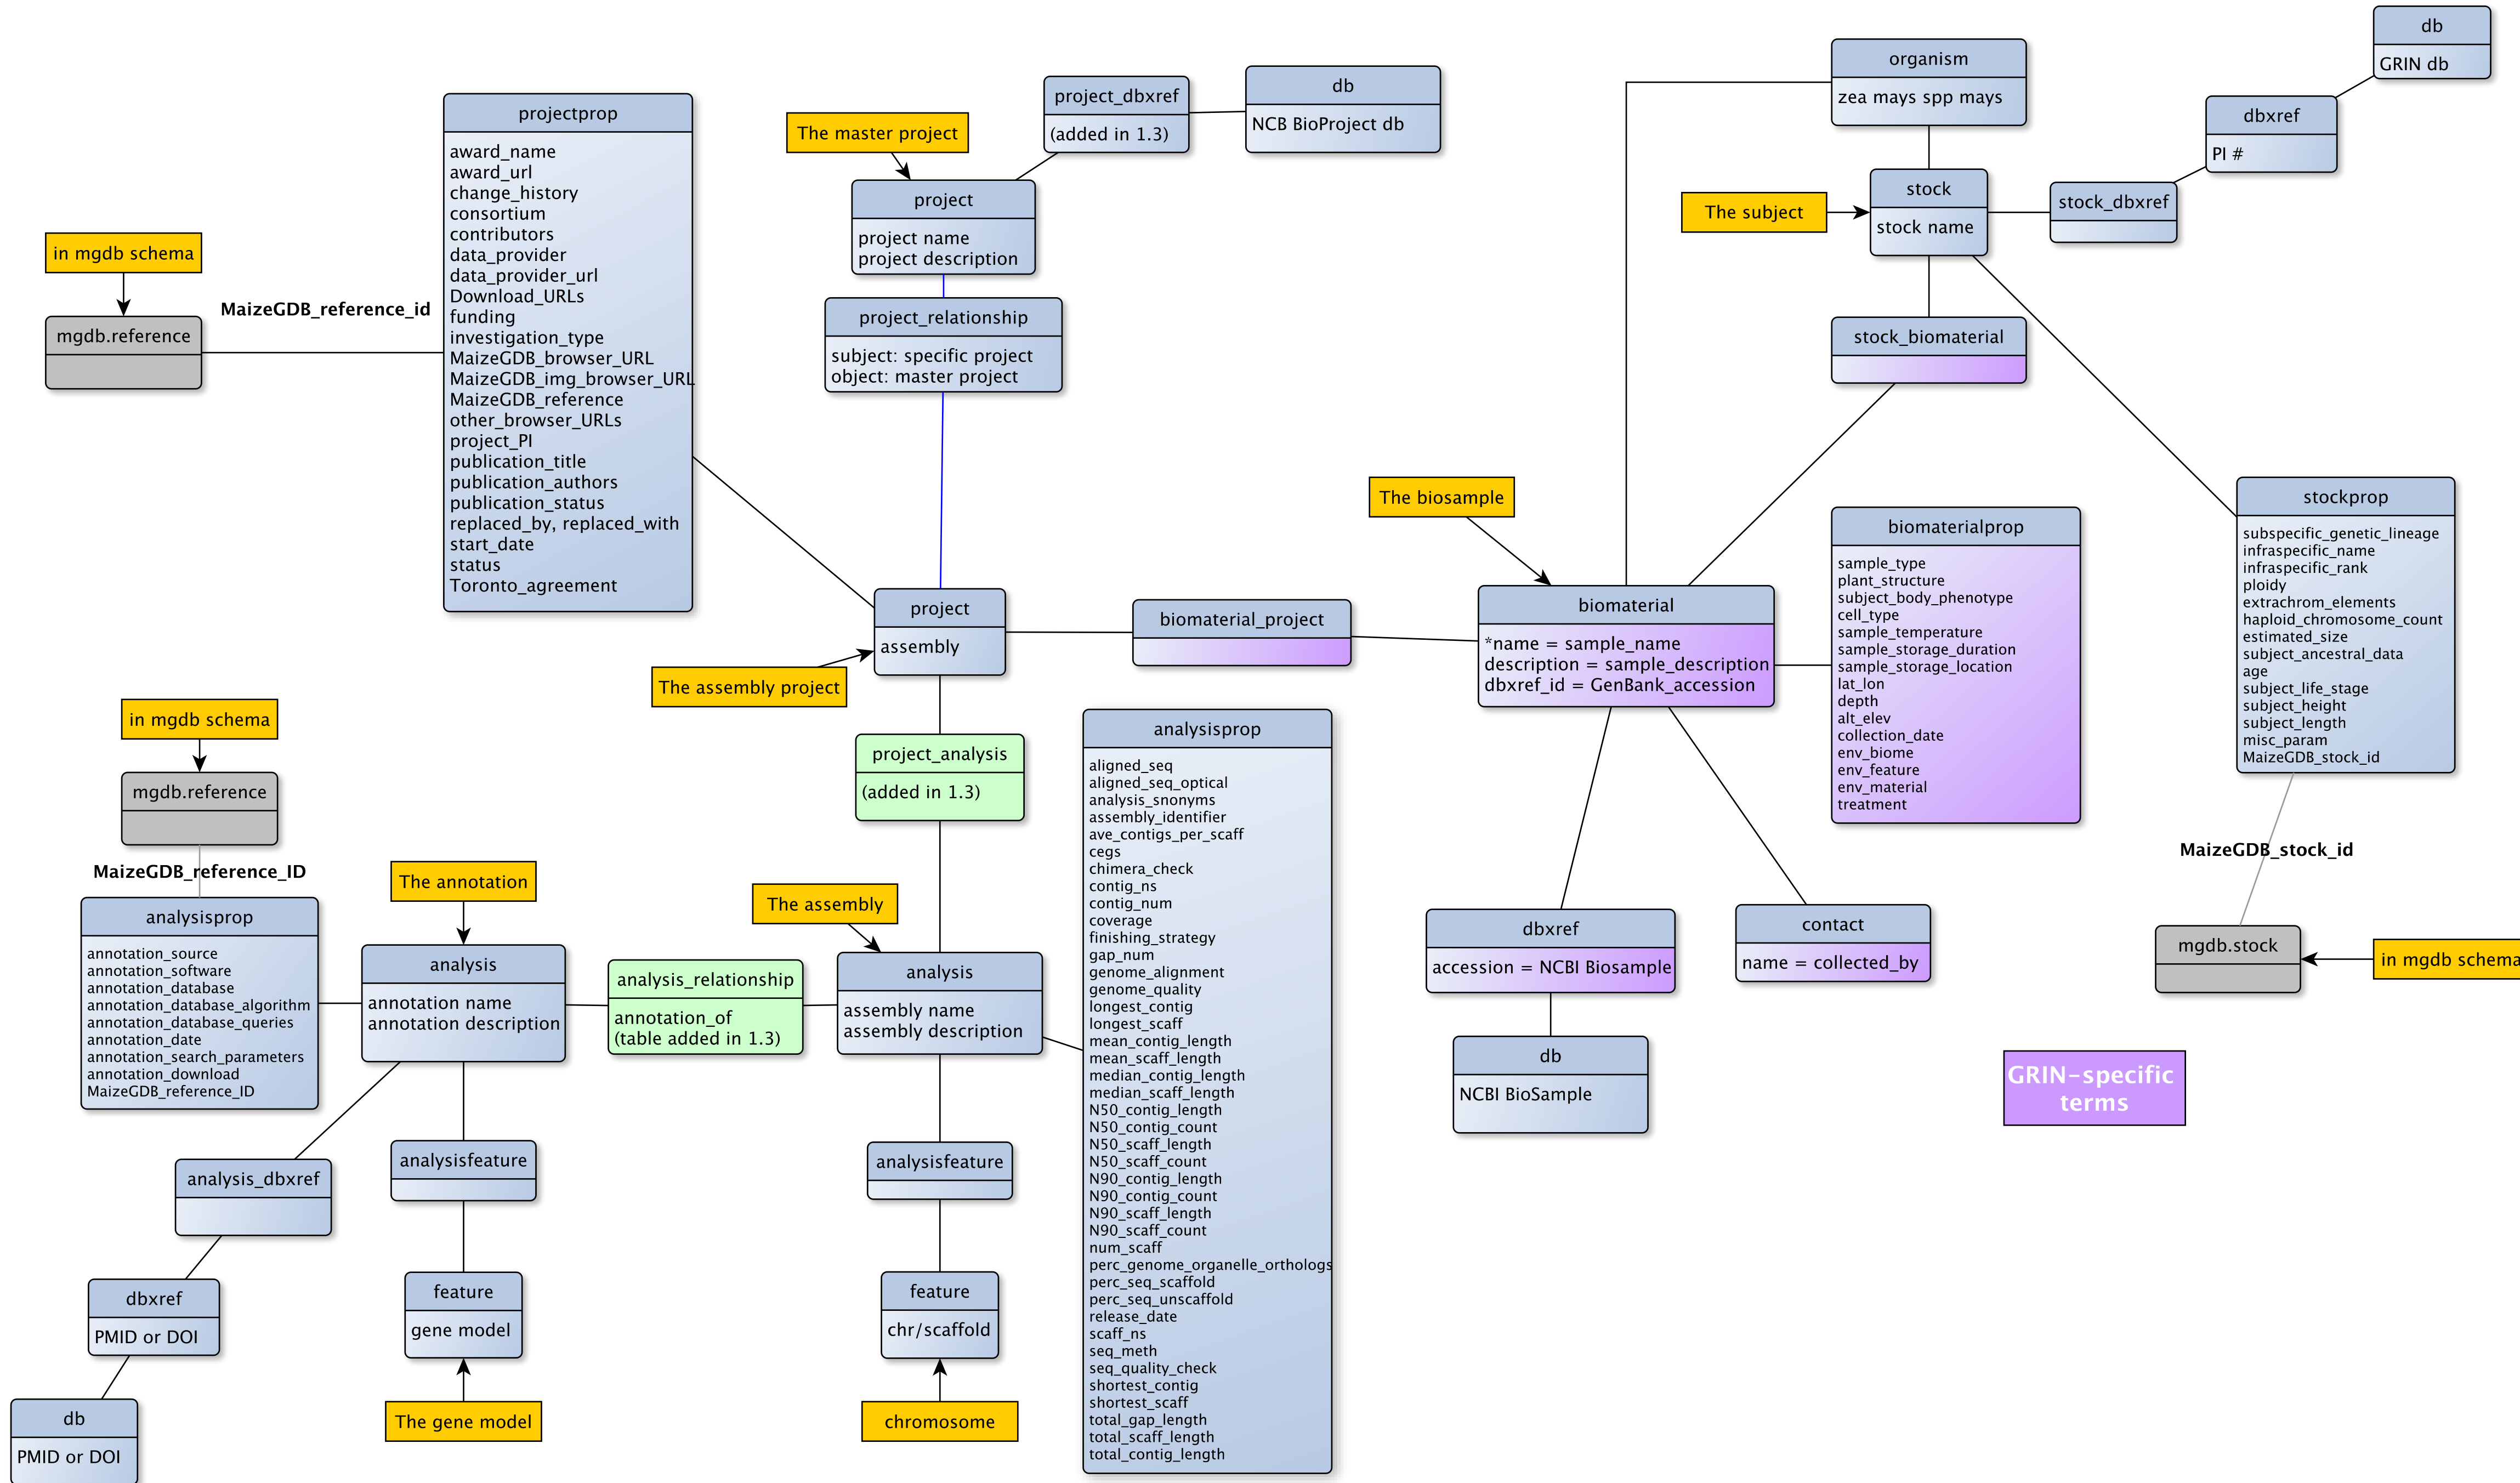 db
GRIN db
dbxref
PI #
stock_dbxref
organism
zea mays spp mays
The subject
stock
stock name
stock_biomaterial
project_dbxref
(added in 1.3)
db
NCB BioProject db
The master project
project
project name
project description
project_relationship
subject: specific project
object: master project
projectprop
award_name
award_url
change_history
consortium
contributors
data_provider
data_provider_url
Download_URLs
funding
investigation_type
MaizeGDB_browser_URL
MaizeGDB_img_browser_URL
MaizeGDB_reference
other_browser_URLs
project_PI
publication_title
publication_authors
publication_status
replaced_by, replaced_with
start_date
status
Toronto_agreement
in mgdb schema
mgdb.reference
MaizeGDB_reference_id
project
assembly
The assembly project
biomaterial_project
The biosample
biomaterial
*name = sample_name
description = sample_description
dbxref_id = GenBank_accession
biomaterialprop
sample_type
plant_structure
subject_body_phenotype
cell_type
sample_temperature
sample_storage_duration
sample_storage_location
lat_lon
depth
alt_elev
collection_date
env_biome
env_feature
env_material
treatment
stockprop
subspecific_genetic_lineage
infraspecific_name
infraspecific_rank
ploidy
extrachrom_elements
haploid_chromosome_count
estimated_size
subject_ancestral_data
age
subject_life_stage
subject_height
subject_length
misc_param
MaizeGDB_stock_id
MaizeGDB_stock_id
mgdb.stock
in mgdb schema
GRIN-specific
terms
dbxref
accession = NCBI Biosample
contact
name = collected_by
db
NCBI BioSample
project_analysis
(added in 1.3)
analysisprop
aligned_seq
aligned_seq_optical
analysis_snonyms
assembly_identifier
ave_contigs_per_scaff
cegs
chimera_check
contig_ns
contig_num
coverage
finishing_strategy
gap_num
genome_alignment
genome_quality
longest_contig
longest_scaff
mean_contig_length
mean_scaff_length
median_contig_length
median_scaff_length
N50_contig_length
N50_contig_count
N50_scaff_length
N50_scaff_count
N90_contig_length
N90_contig_count
N90_scaff_length
N90_scaff_count
num_scaff
perc_genome_organelle_orthologs
perc_seq_scaffold
perc_seq_unscaffold
release_date
scaff_ns
seq_meth
seq_quality_check
shortest_contig
shortest_scaff
total_gap_length
total_scaff_length
total_contig_length
in mgdb schema
mgdb.reference
MaizeGDB_reference_ID
analysisprop
annotation_source
annotation_software
annotation_database
annotation_database_algorithm
annotation_database_queries
annotation_date
annotation_search_parameters
annotation_download
MaizeGDB_reference_ID
The annotation
analysis
annotation name
annotation description
analysis_relationship
annotation_of
(table added in 1.3)
The assembly
analysis
assembly name
assembly description
analysis_dbxref
dbxref
PMID or DOI
db
PMID or DOI
analysisfeature
feature
gene model
The gene model
analysisfeature
feature
chr/scaffold
chromosome